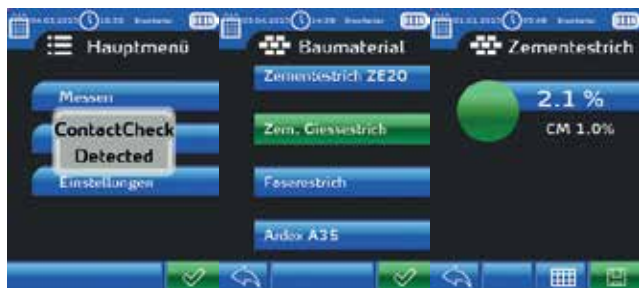 Hauptmenü
Messen
ContactCheck
Detected
Einstellungen
Baumaterial
Zementestrich ZE20
Zem. Giessestrich
Faserestrich
Ardex A35
Zementestrich
2.1 %
CM 1.0%